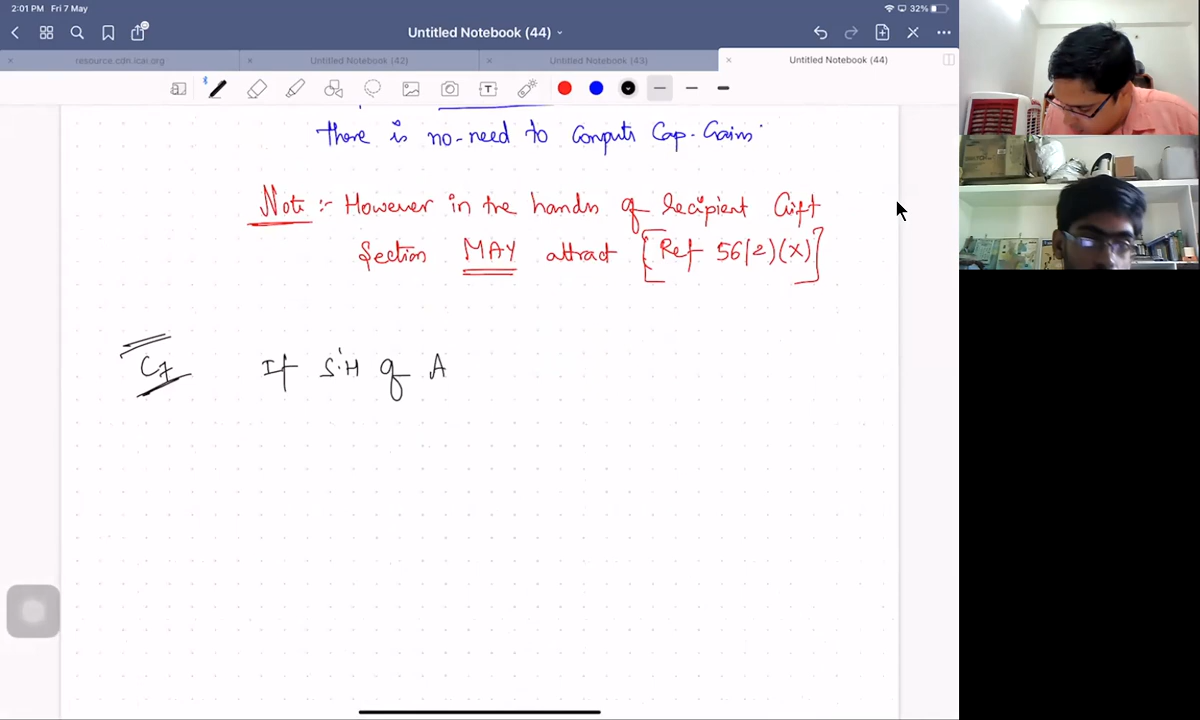 2:01 PM Fri 7 May
32%
Untitled Notebook (44)
resource.cdn.icai.org
Untitled Notebook (42)
Untitled Notebook (43)
Untitled Notebook (44)
there is no-need to Compute Cap-Gains
Note :- However in the hands of Recipient Gift
Section MAY attract [Ref 56(2)(x)]
C7 If S.H of A